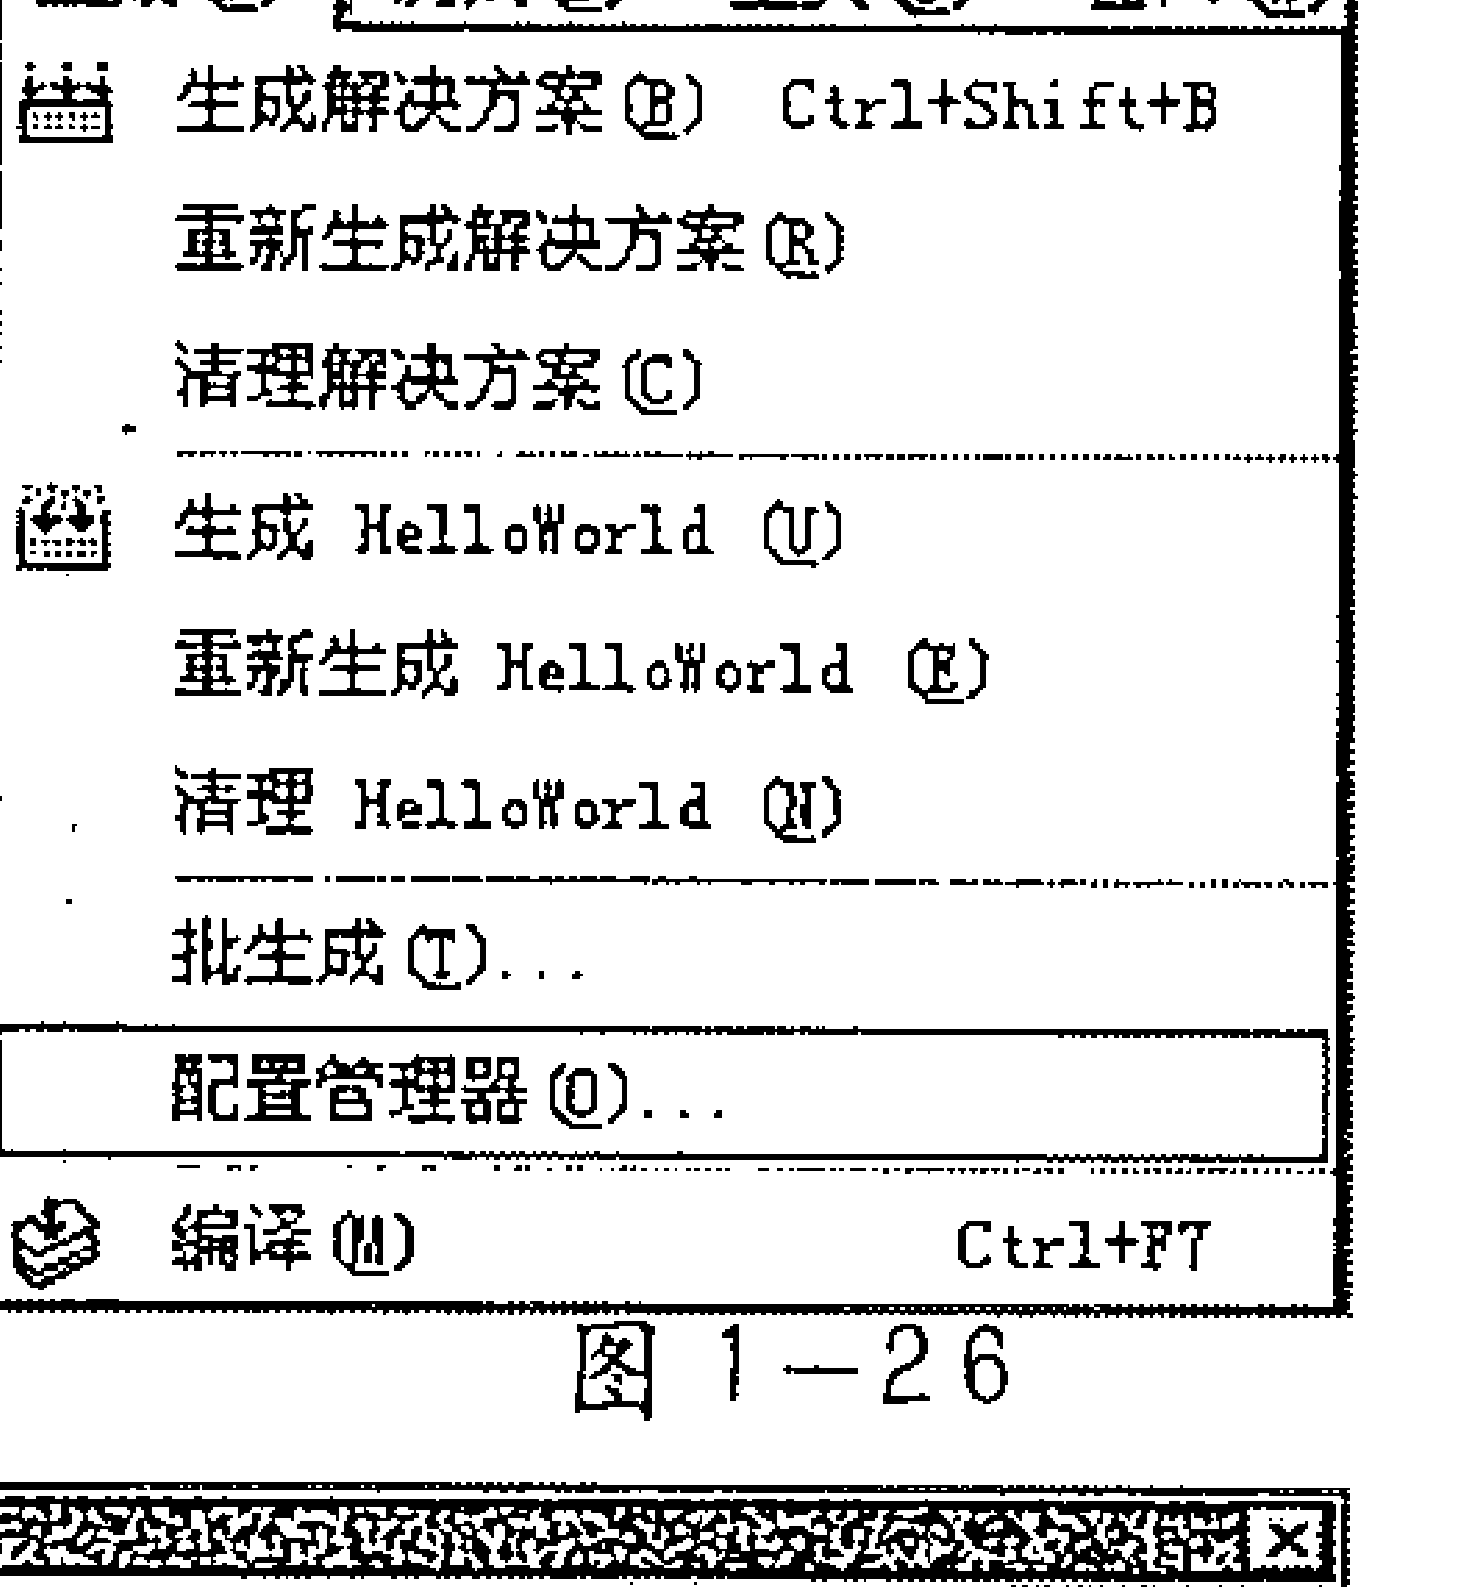 生成解决方案(B) Ctrl+Shift+B
重新生成解决方案(R)
清理解决方案(C)
生成 HelloWorld (U)
重新生成 HelloWorld (E)
清理 HelloWorld (N)
批生成(T)...
配置管理器(O)...
编译(M) Ctrl+F7
图 1－26